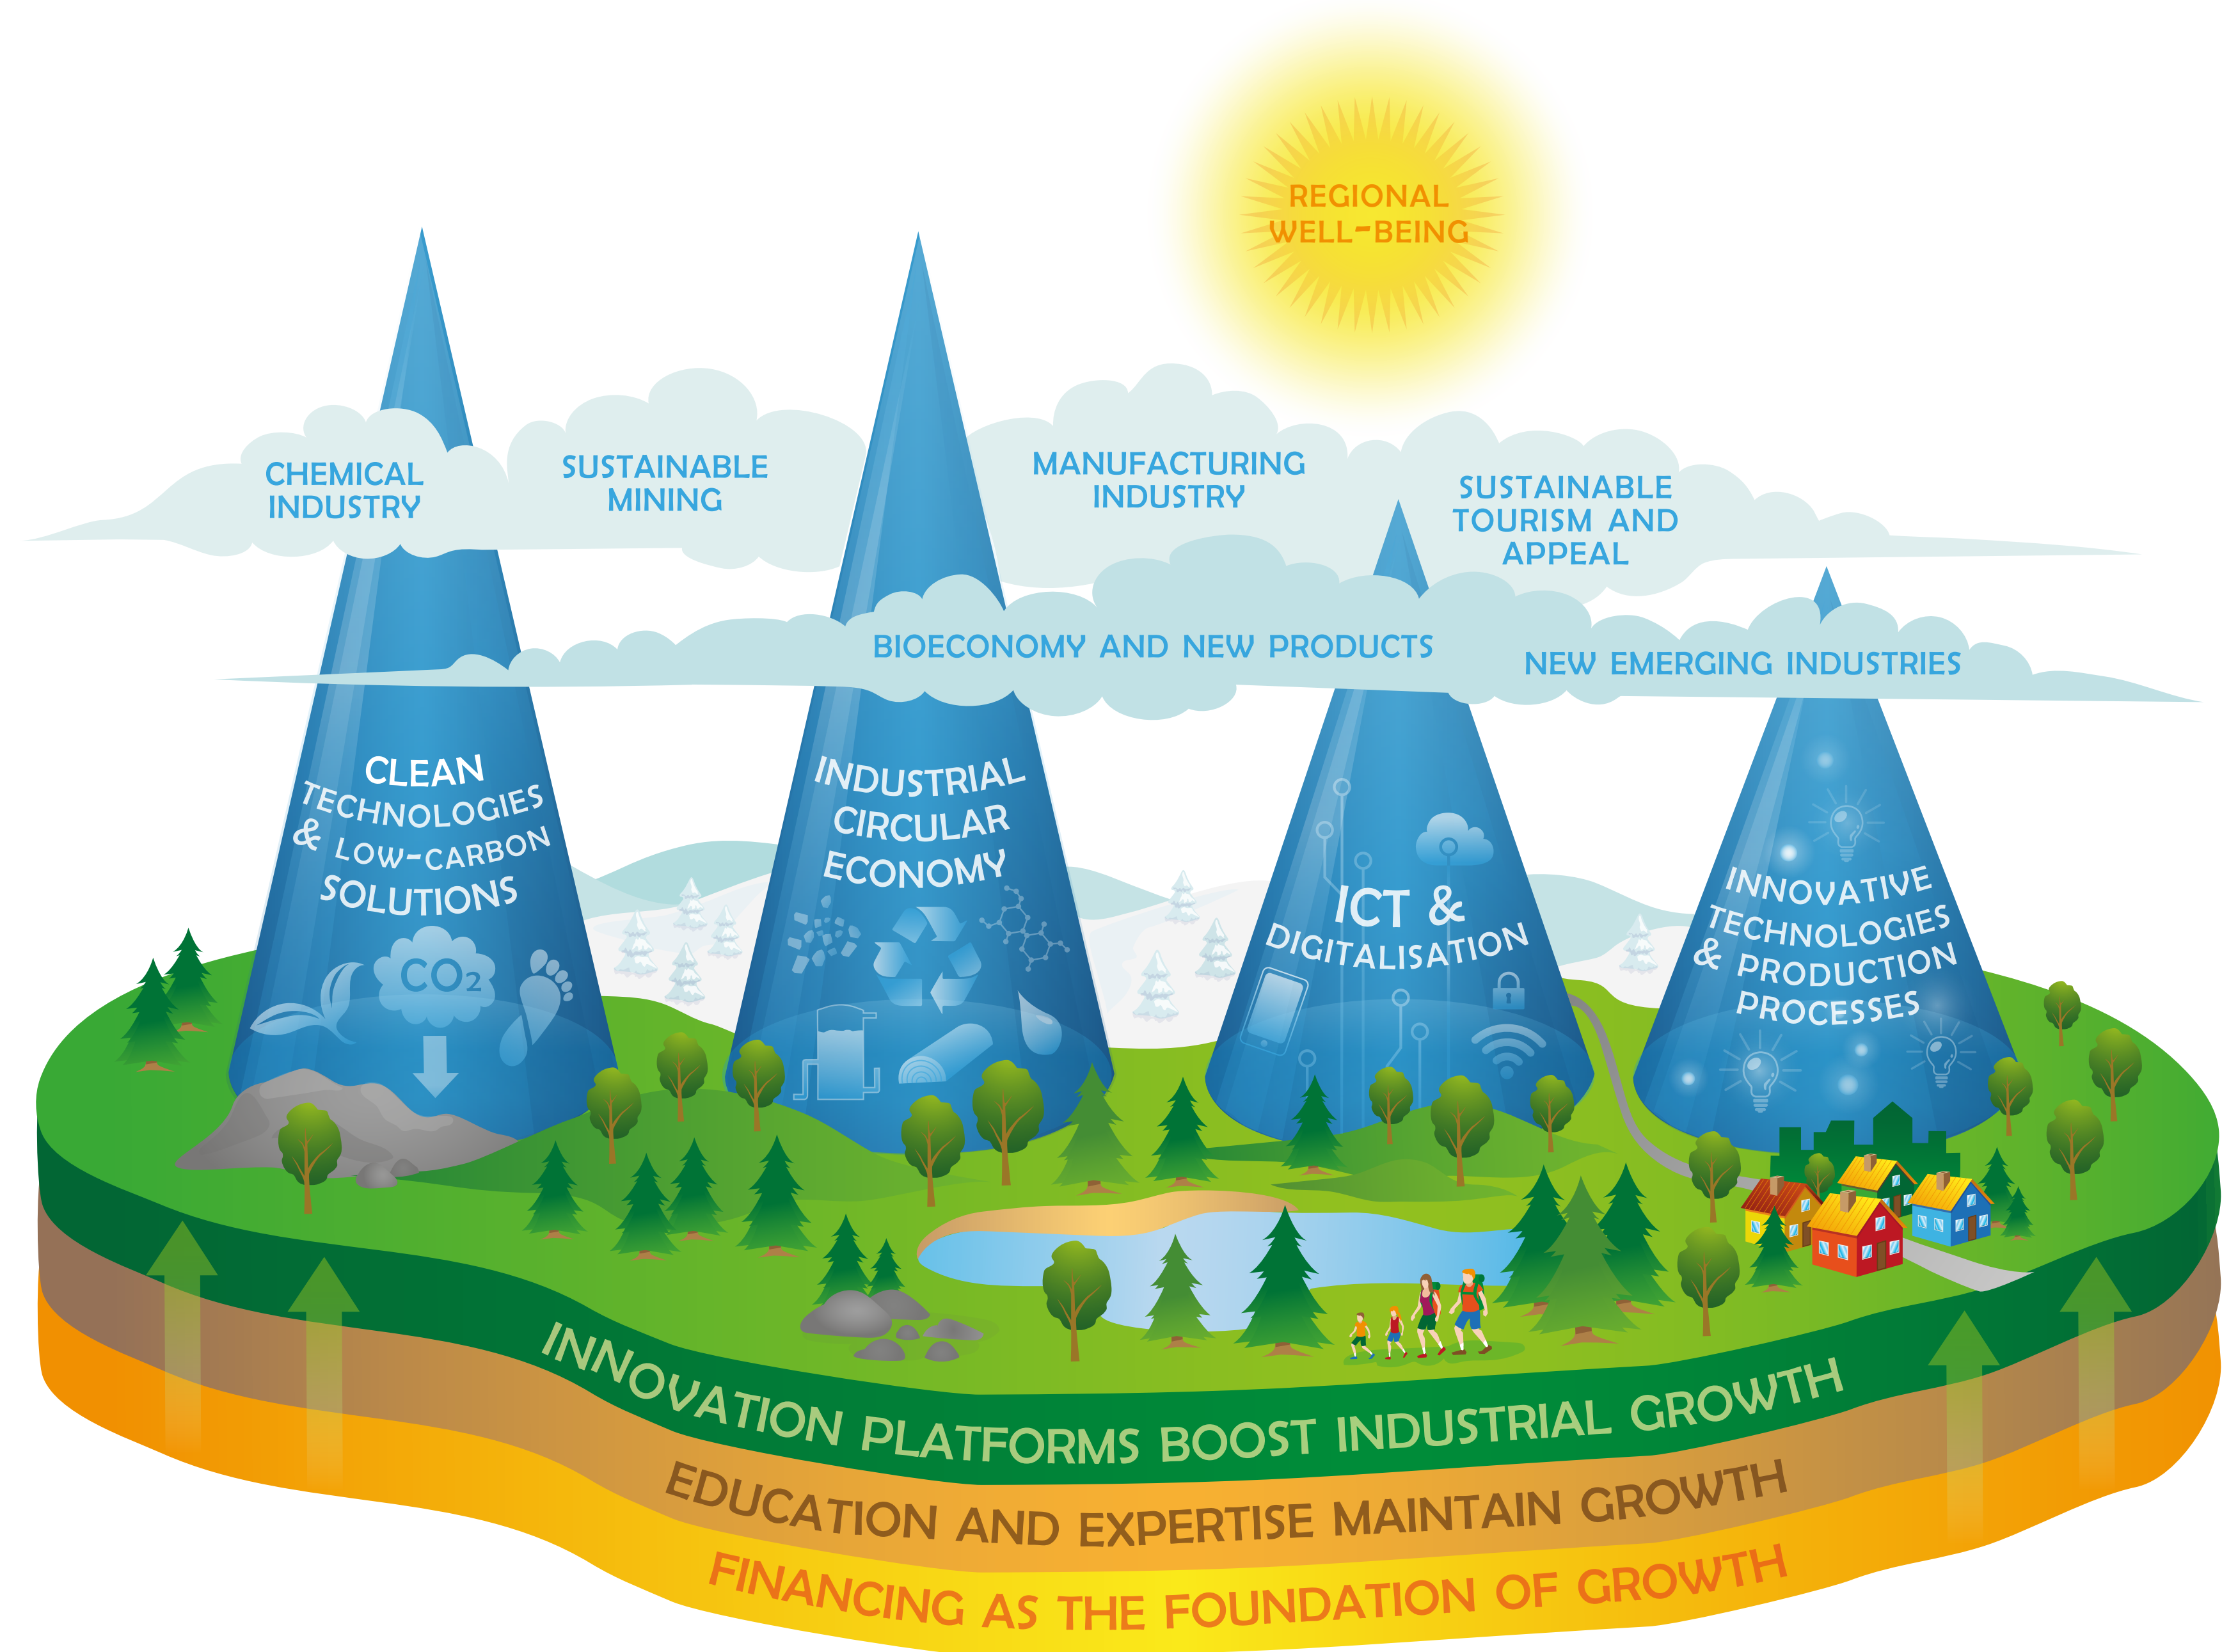 REGIONAL
WELL-BEING
CHEMICAL
INDUSTRY
SUSTAINABLE
MINING
MANUFACTURING
INDUSTRY
SUSTAINABLE
TOURISM AND
APPEAL
BIOECONOMY AND NEW PRODUCTS
NEW EMERGING INDUSTRIES
CLEAN
TECHNOLOGIES
& LOW-CARBON
SOLUTIONS
CO2
INDUSTRIAL
CIRCULAR
ECONOMY
ICT &
DIGITALISATION
INNOVATIVE
TECHNOLOGIES
& PRODUCTION
PROCESSES
INNOVATION PLATFORMS BOOST INDUSTRIAL GROWTH
EDUCATION AND EXPERTISE MAINTAIN GROWTH
FINANCING AS THE FOUNDATION OF GROWTH